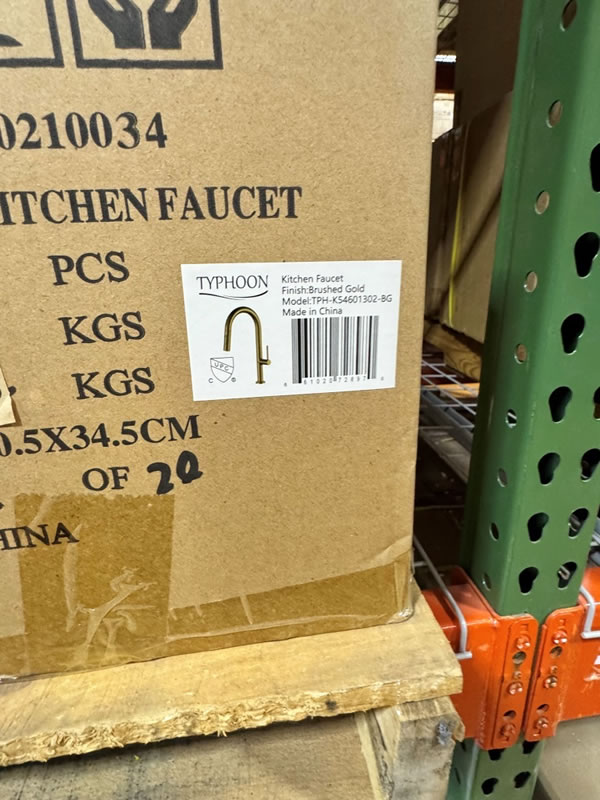 0210034
ITCHEN FAUCET
PCS
KGS
KGS
0.5X34.5CM
OF 20
HINA
TYPHOON
Kitchen Faucet
Finish:Brushed Gold
Model:TPH-K54601302-BG
Made in China
UPC
C ®